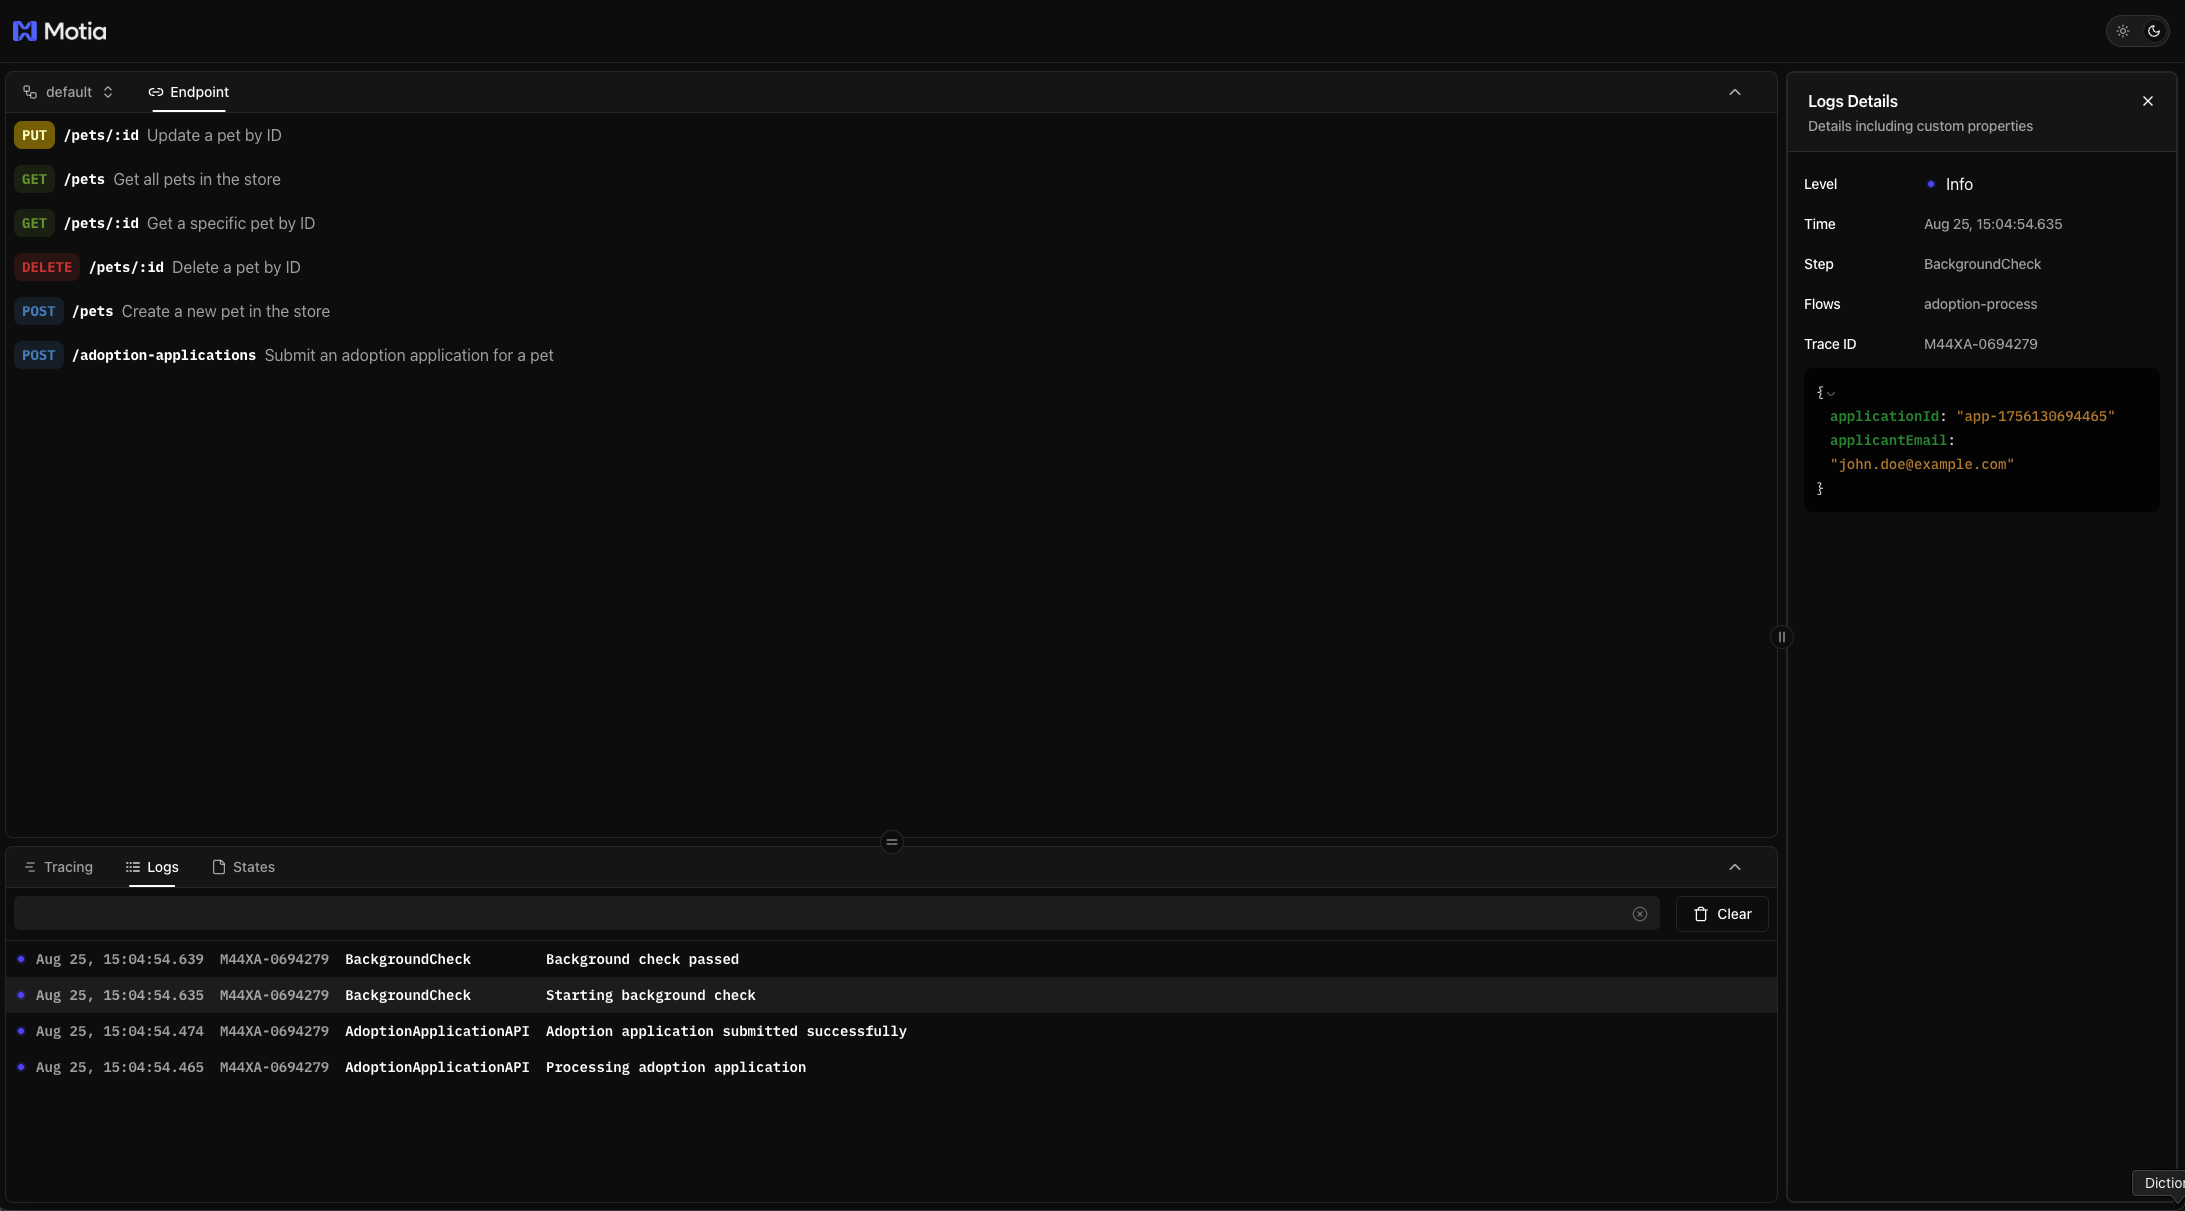 Motia
default Endpoint
PUT /pets/:id Update a pet by ID
GET /pets Get all pets in the store
GET /pets/:id Get a specific pet by ID
DELETE /pets/:id Delete a pet by ID
POST /pets Create a new pet in the store
POST /adoption-applications Submit an adoption application for a pet
Tracing Logs States
Clear
Aug 25, 15:04:54.639 M44XA-0694279 BackgroundCheck Background check passed
Aug 25, 15:04:54.635 M44XA-0694279 BackgroundCheck Starting background check
Aug 25, 15:04:54.474 M44XA-0694279 AdoptionApplicationAPI Adoption application submitted successfully
Aug 25, 15:04:54.465 M44XA-0694279 AdoptionApplicationAPI Processing adoption application
Logs Details
Details including custom properties
Level Info
Time Aug 25, 15:04:54.635
Step BackgroundCheck
Flows adoption-process
Trace ID M44XA-0694279
{
applicationId: "app-1756130694465"
applicantEmail:
"john.doe@example.com"
}